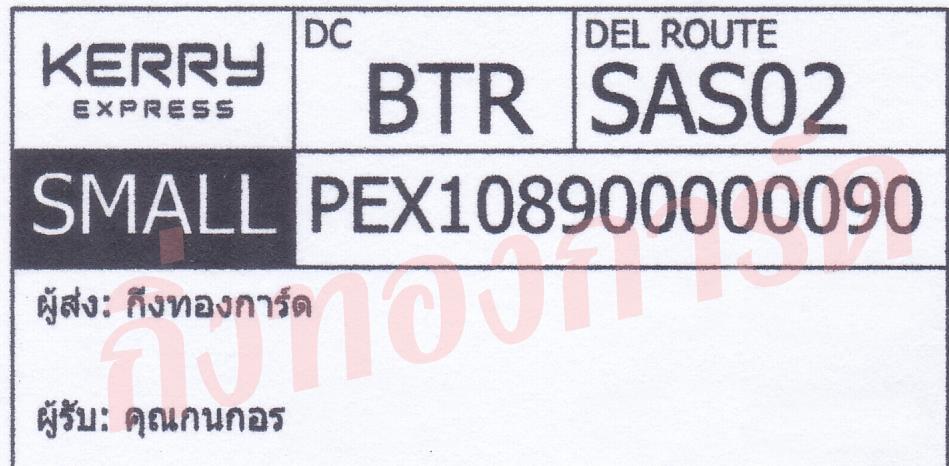 KERRY
EXPRESS
DC
BTR
DEL ROUTE
SAS02
SMALL
PEX1089000000090
ผู้ส่ง: กิ่งทองการ์ด
ผู้รับ: คุณกนกอร
กิ่งทองการ์ด